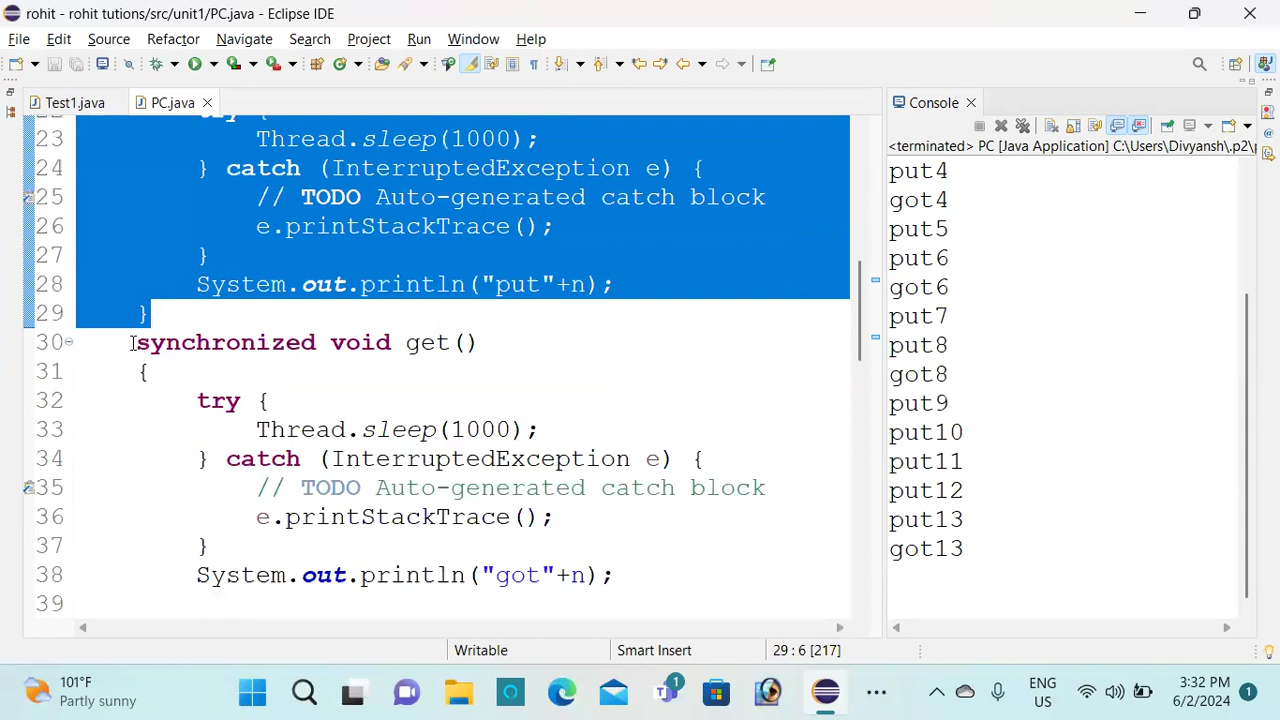 rohit - rohit tutions/src/unit1/PC.java - Eclipse IDE
File Edit Source Refactor Navigate Search Project Run Window Help
Test1.java PC.java
23 Thread.sleep(1000);
24 } catch (InterruptedException e) {
25 // TODO Auto-generated catch block
26 e.printStackTrace();
27 }
28 System.out.println("put"+n);
29 }
30 synchronized void get()
31 {
32 try {
33 Thread.sleep(1000);
34 } catch (InterruptedException e) {
35 // TODO Auto-generated catch block
36 e.printStackTrace();
37 }
38 System.out.println("got"+n);
39
Console
<terminated> PC [Java Application] C:\Users\Divyansh\.p2\p
put4
got4
put5
put6
got6
put7
put8
got8
put9
put10
put11
put12
put13
got13
Writable Smart Insert 29 : 6 [217]
101°F
Partly sunny
1
ENG
US
3:32 PM
6/2/2024
1